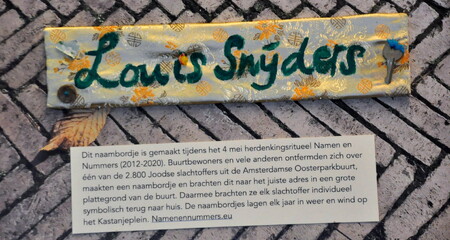 Louis Snÿders
Dit naambordje is gemaakt tijdens het 4 mei herdenkingsritueel Namen en
Nummers (2012-2020). Buurtbewoners en vele anderen ontfermden zich over
één van de 2.800 Joodse slachtoffers uit de Amsterdamse Oosterparkbuurt,
maakten een naambordje en brachten dit naar het juiste adres in een grote
plattegrond van de buurt. Daarmee brachten ze elk slachtoffer individueel
symbolisch terug naar huis. De naambordjes lagen elk jaar in weer en wind op
het Kastanjeplein. Namenennummers.eu